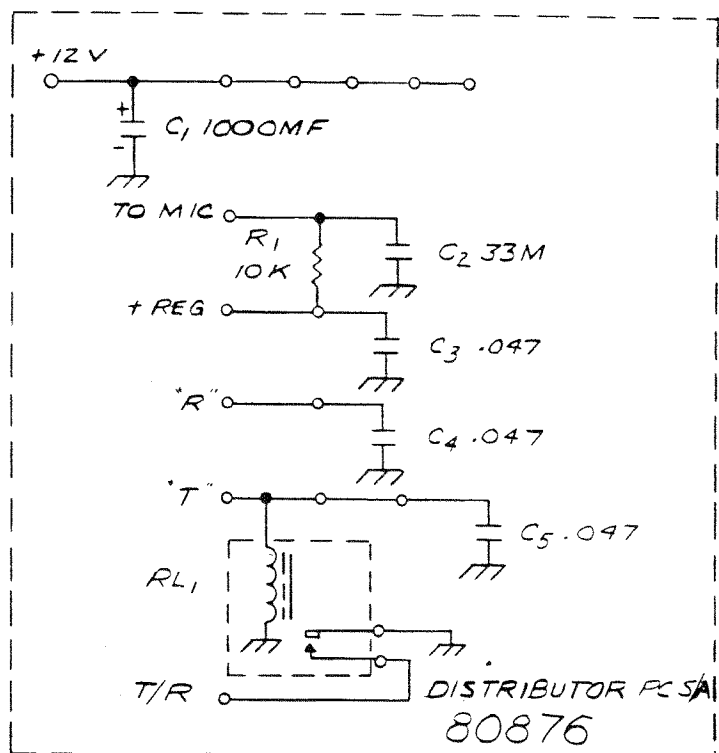 +12 V
+
-
C1 1000MF
TO MIC
R1
10K
C2 33M
+ REG
C3 .047
"R"
C4 .047
"T"
C5 .047
RL1
T/R
DISTRIBUTOR PC S/A
80876